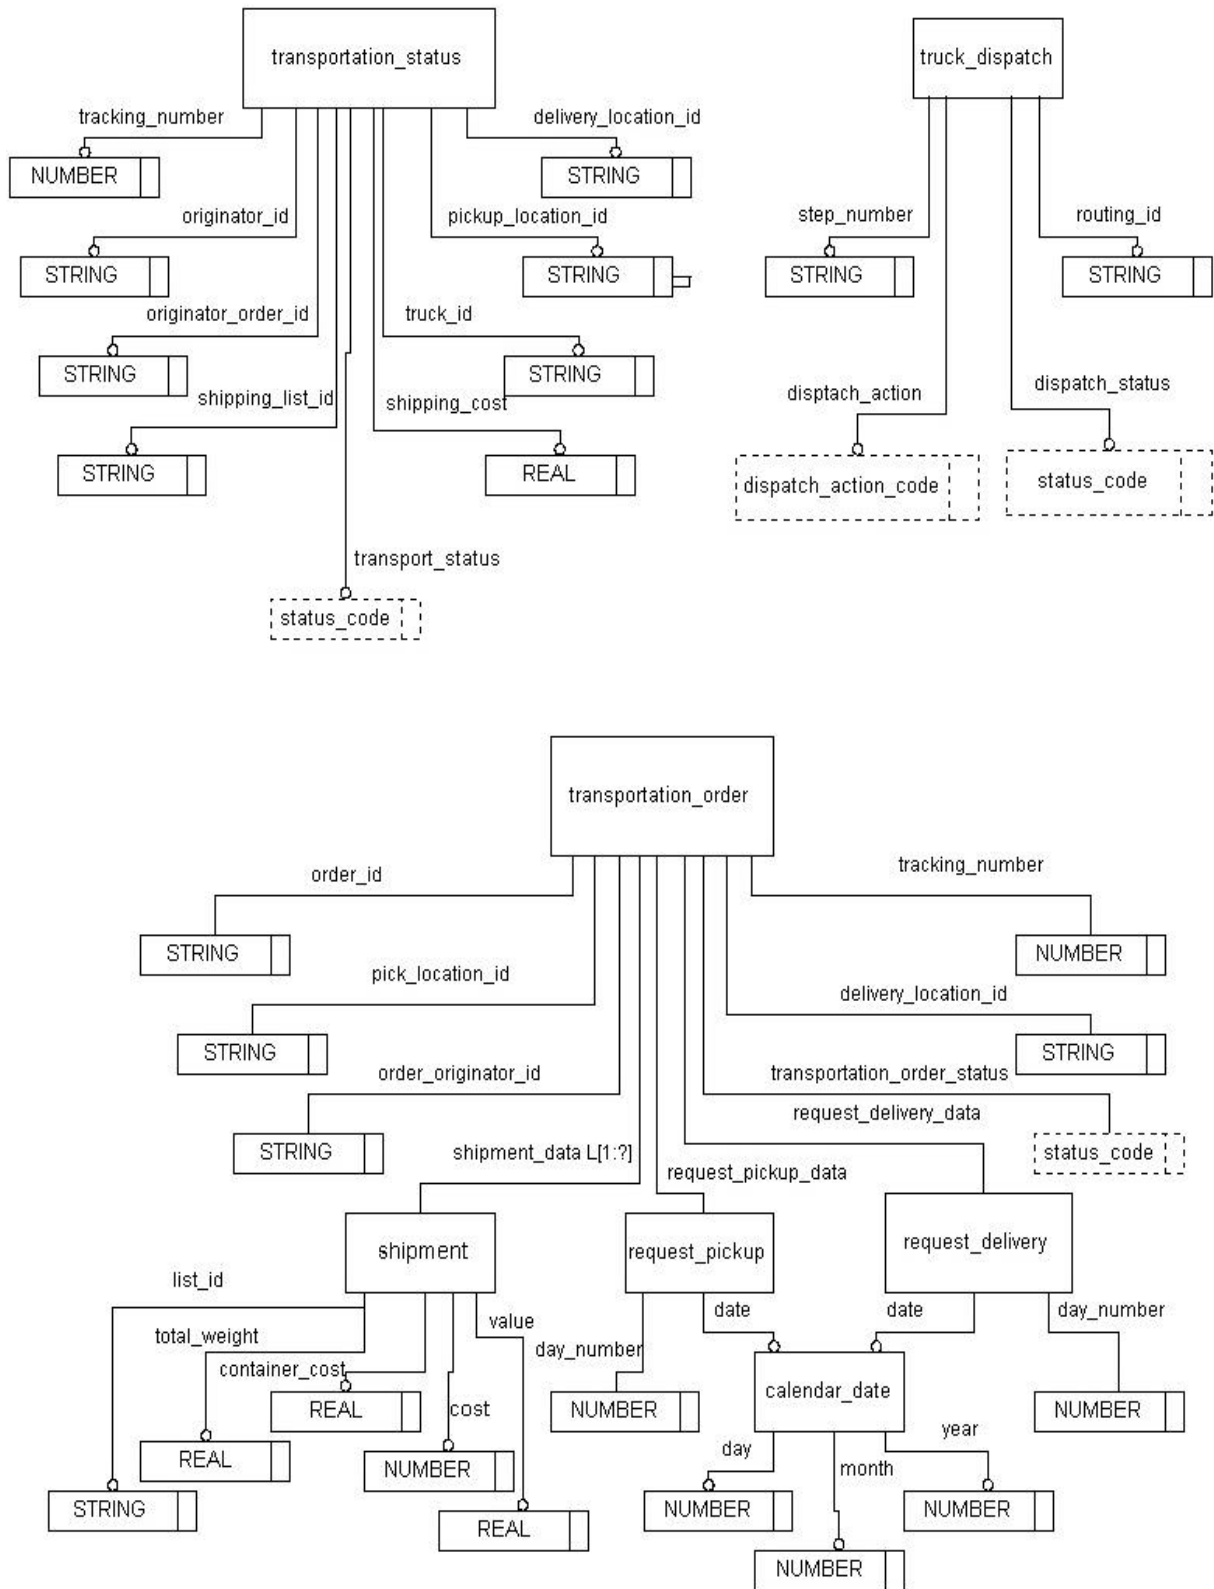 transportation_status
truck_dispatch
tracking_number
delivery_location_id
NUMBER
STRING
originator_id
pickup_location_id
step_number
routing_id
STRING
STRING
STRING
STRING
originator_order_id
truck_id
STRING
STRING
shipping_list_id
shipping_cost
disptach_action
dispatch_status
STRING
REAL
dispatch_action_code
status_code
transport_status
status_code
transportation_order
order_id
tracking_number
STRING
NUMBER
pick_location_id
delivery_location_id
STRING
STRING
order_originator_id
transportation_order_status
request_delivery_data
STRING
shipment_data L[1:?]
status_code
request_pickup_data
shipment
request_pickup
request_delivery
list_id
date
date
day_number
value
total_weight
day_number
container_cost
calendar_date
REAL
cost
NUMBER
NUMBER
year
day
month
REAL
NUMBER
STRING
NUMBER
NUMBER
REAL
NUMBER